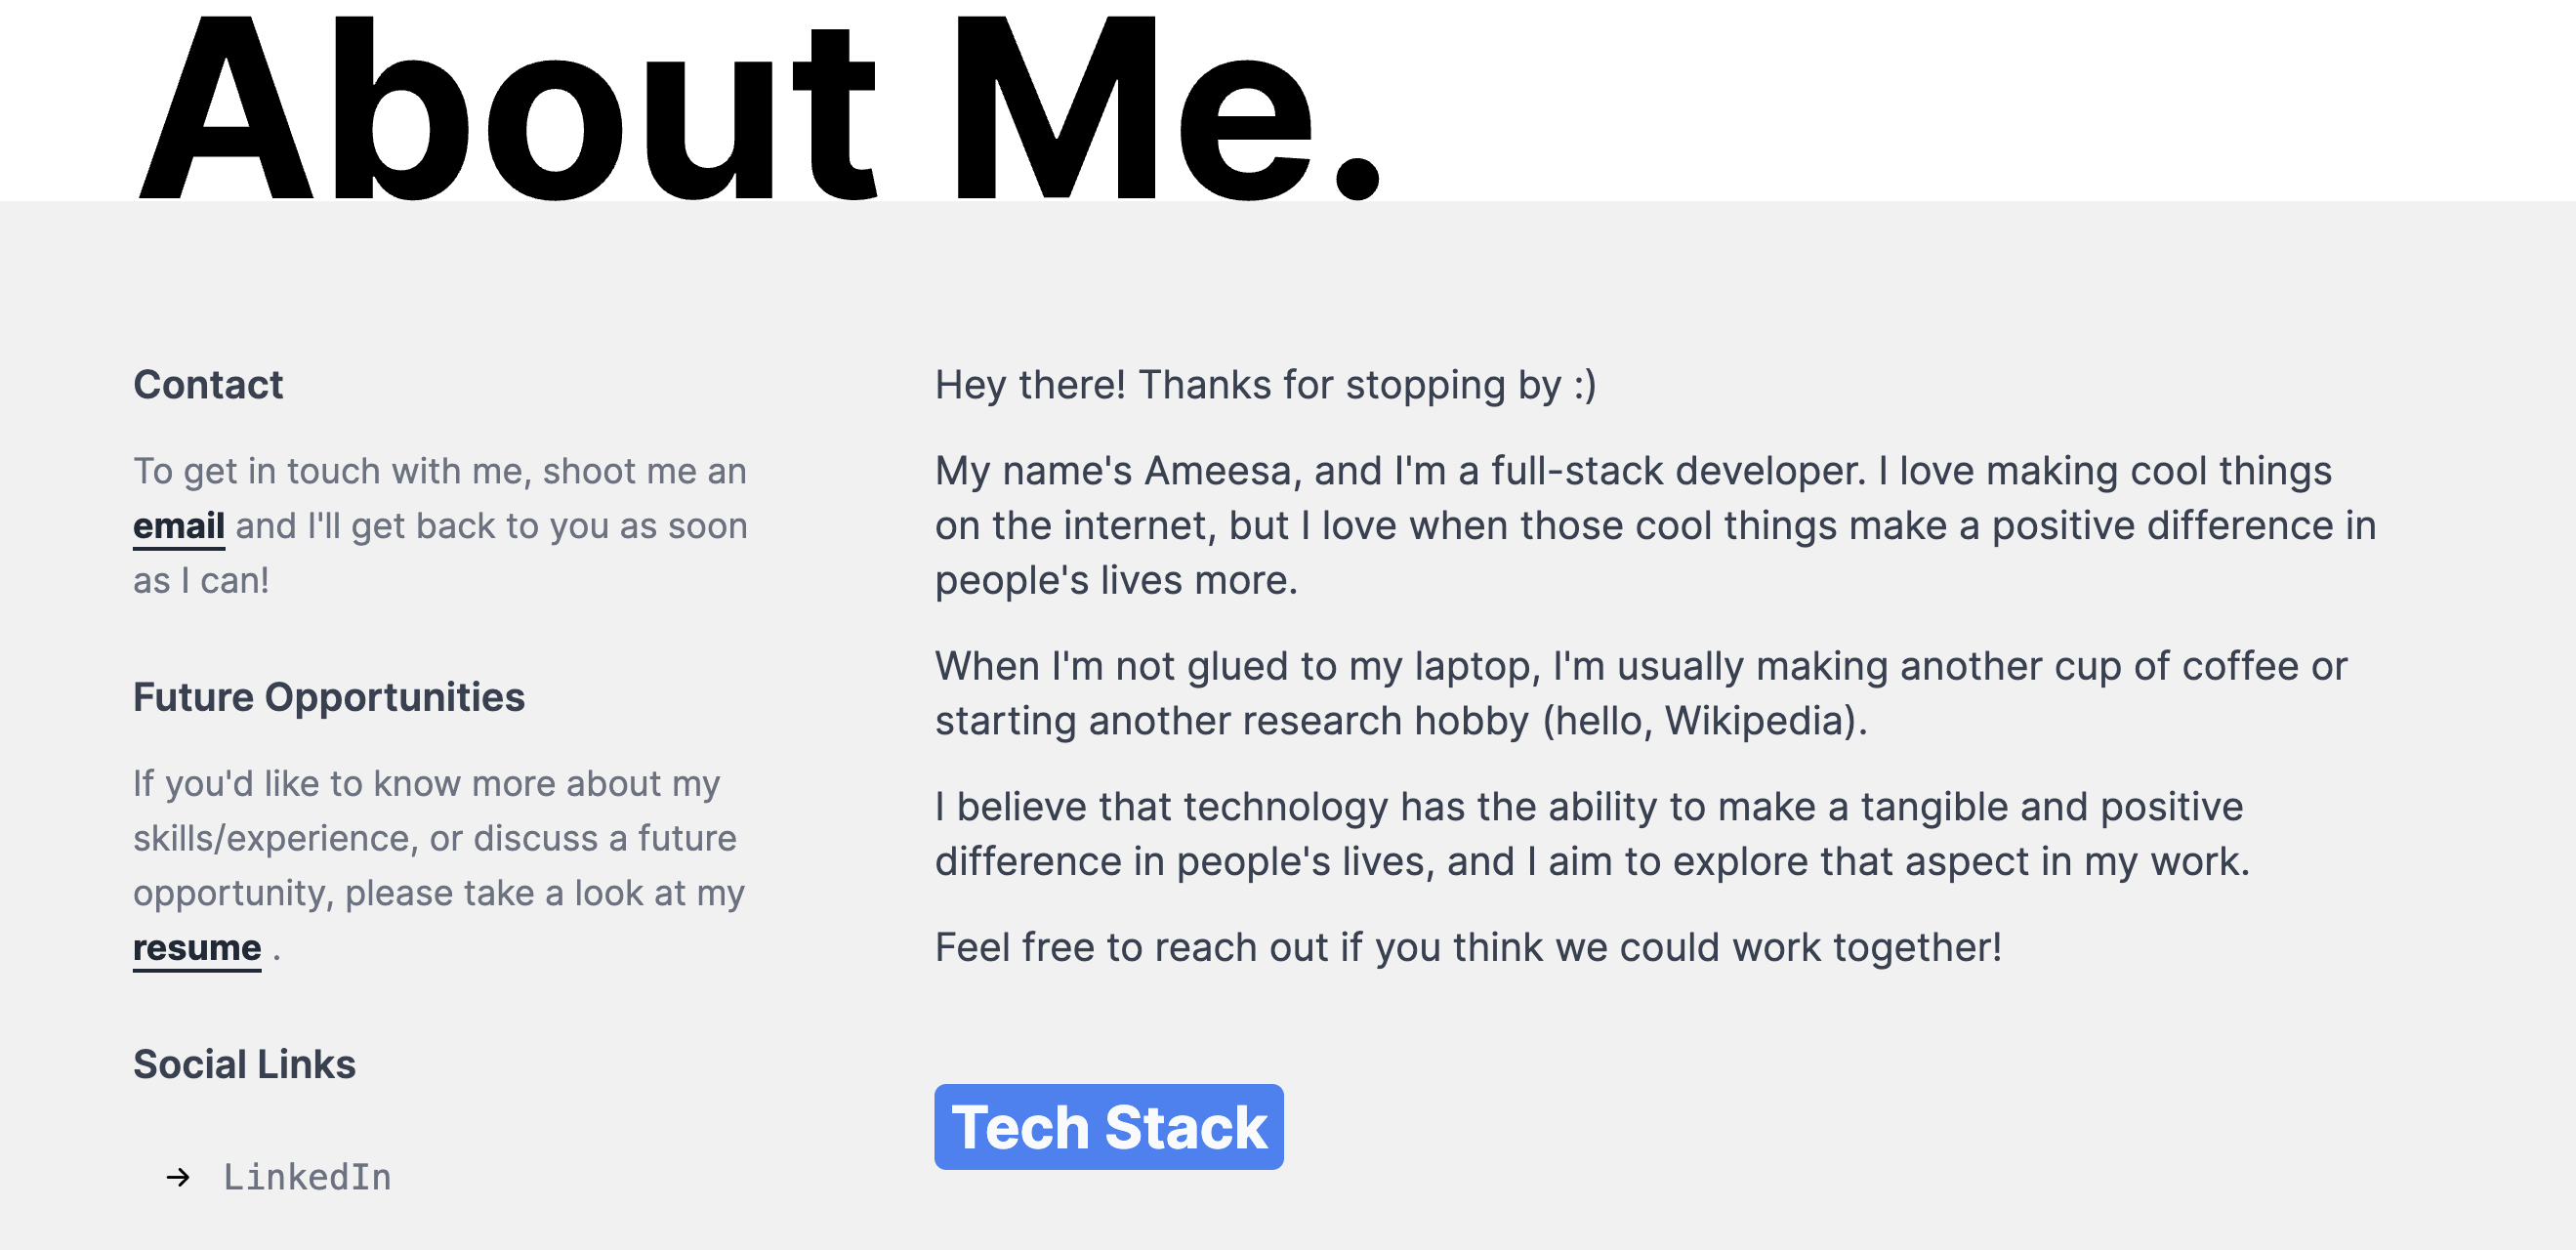 About Me.
Contact
To get in touch with me, shoot me an
email and I'll get back to you as soon
as I can!
Future Opportunities
If you'd like to know more about my
skills/experience, or discuss a future
opportunity, please take a look at my
resume .
Social Links
→ LinkedIn
Hey there! Thanks for stopping by :)
My name's Ameesa, and I'm a full-stack developer. I love making cool things
on the internet, but I love when those cool things make a positive difference in
people's lives more.
When I'm not glued to my laptop, I'm usually making another cup of coffee or
starting another research hobby (hello, Wikipedia).
I believe that technology has the ability to make a tangible and positive
difference in people's lives, and I aim to explore that aspect in my work.
Feel free to reach out if you think we could work together!
Tech Stack